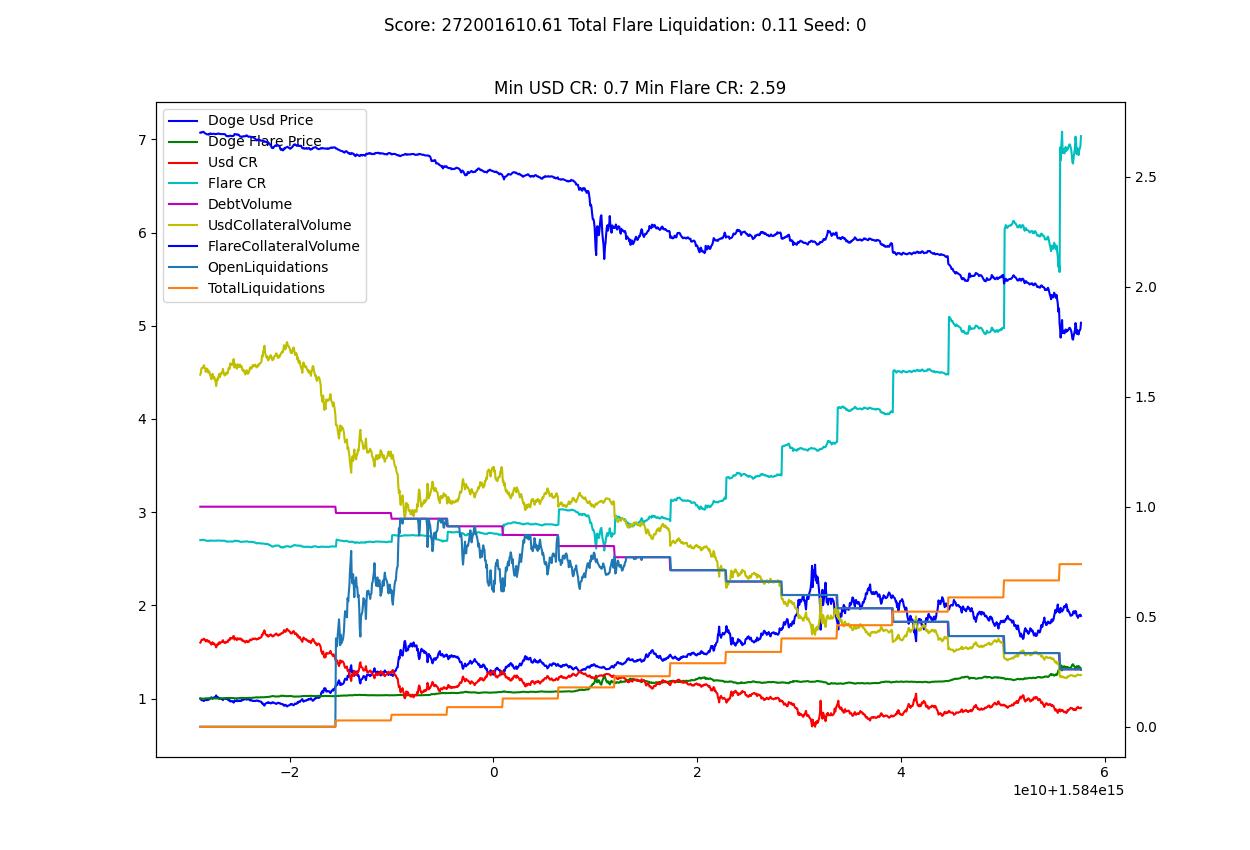 Score: 272001610.61 Total Flare Liquidation: 0.11 Seed: 0
Min USD CR: 0.7 Min Flare CR: 2.59
Doge Usd Price
Doge Flare Price
Usd CR
Flare CR
DebtVolume
UsdCollateralVolume
FlareCollateralVolume
OpenLiquidations
TotalLiquidations
7
6
5
4
3
2
1
2.5
2.0
1.5
1.0
0.5
0.0
−2
0
2
4
6
1e10+1.584e15